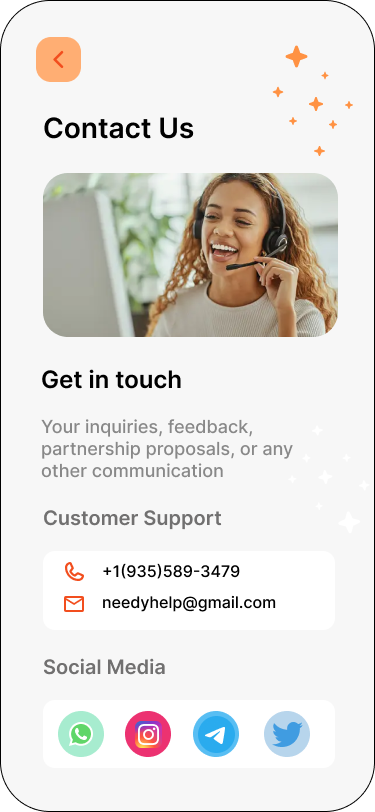 Contact Us
Get in touch
Your inquiries, feedback,
partnership proposals, or any
other communication
Customer Support
+1(935)589-3479
needyhelp@gmail.com
Social Media